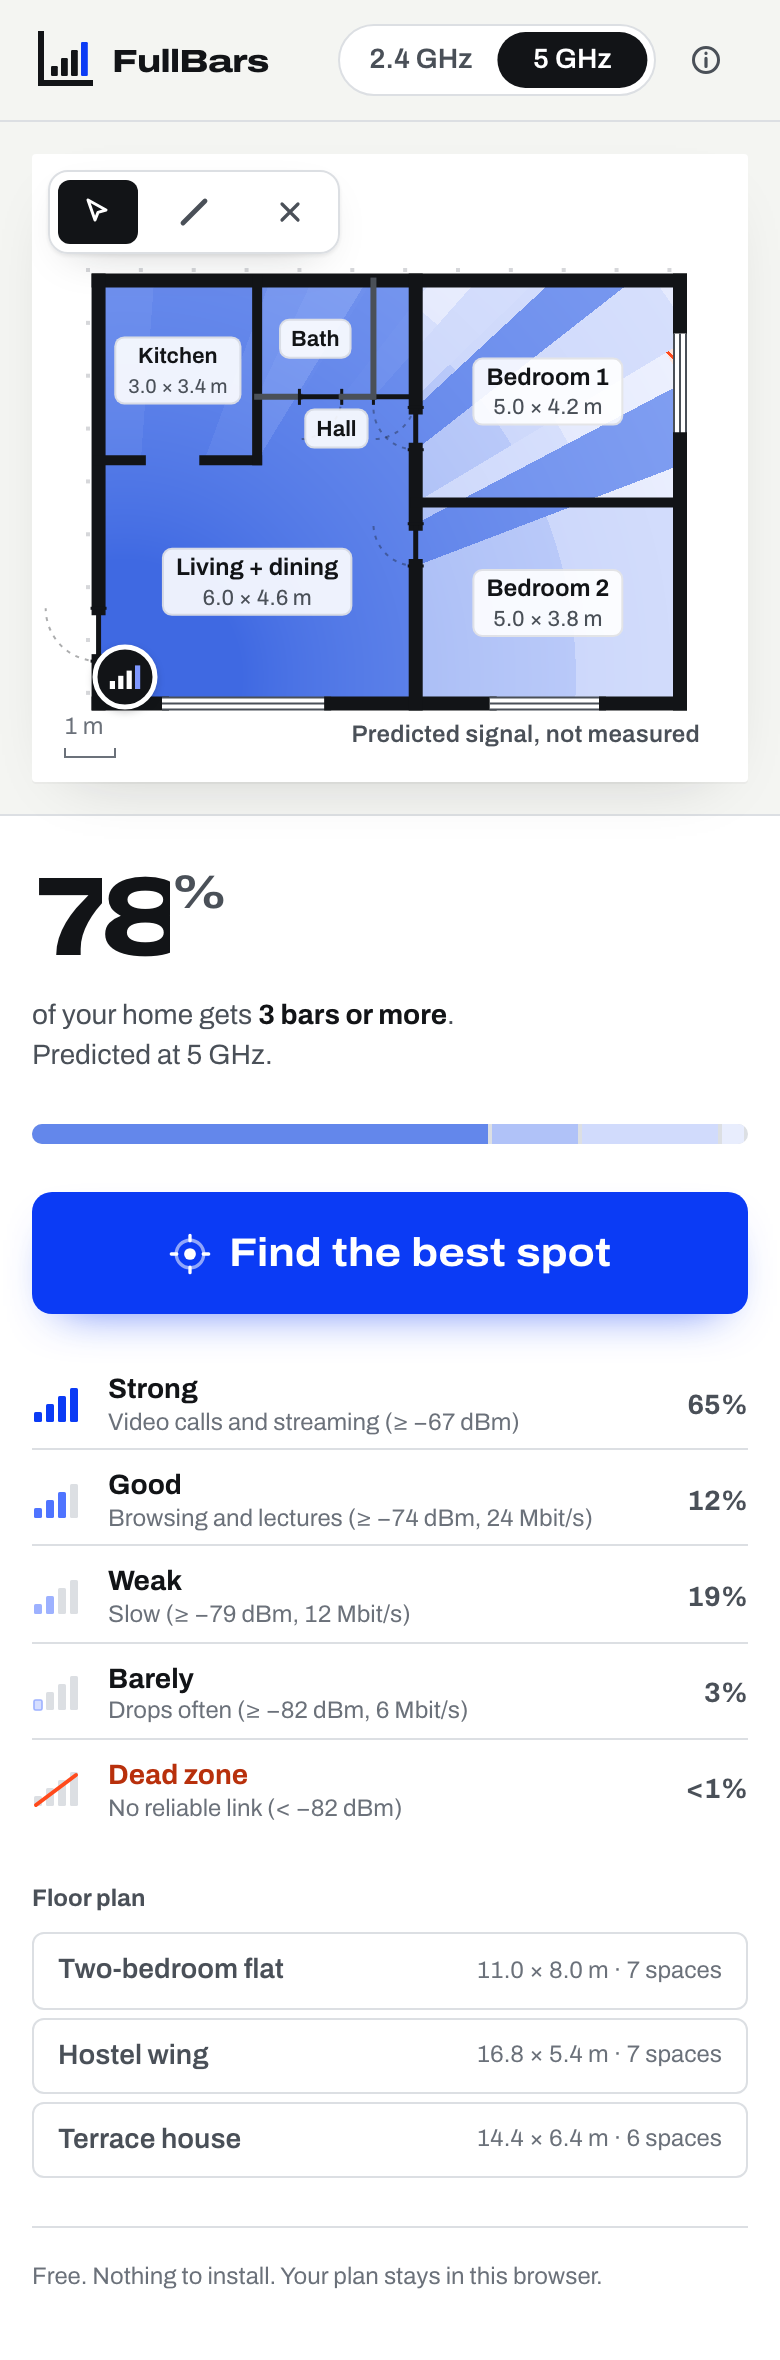 FullBars
2.4 GHz
5 GHz
Kitchen
3.0 × 3.4 m
Bath
Hall
Bedroom 1
5.0 × 4.2 m
Living + dining
6.0 × 4.6 m
Bedroom 2
5.0 × 3.8 m
1 m
Predicted signal, not measured
78%
of your home gets 3 bars or more.
Predicted at 5 GHz.
Find the best spot
Strong
Video calls and streaming (≥ −67 dBm)
65%
Good
Browsing and lectures (≥ −74 dBm, 24 Mbit/s)
12%
Weak
Slow (≥ −79 dBm, 12 Mbit/s)
19%
Barely
Drops often (≥ −82 dBm, 6 Mbit/s)
3%
Dead zone
No reliable link (< −82 dBm)
<1%
Floor plan
Two-bedroom flat
11.0 × 8.0 m · 7 spaces
Hostel wing
16.8 × 5.4 m · 7 spaces
Terrace house
14.4 × 6.4 m · 6 spaces
Free. Nothing to install. Your plan stays in this browser.